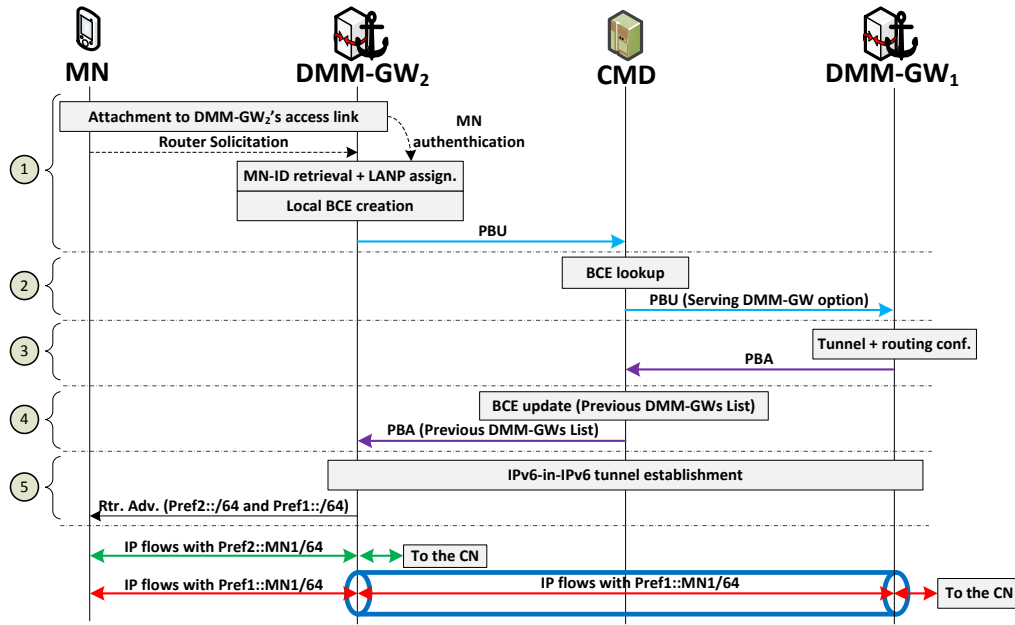 MN
DMM-GW2
CMD
DMM-GW1
1
Attachment to DMM-GW2's access link
MN
authenthication
Router Solicitation
MN-ID retrieval + LANP assign.
Local BCE creation
PBU
2
BCE lookup
PBU (Serving DMM-GW option)
3
Tunnel + routing conf.
PBA
4
BCE update (Previous DMM-GWs List)
PBA (Previous DMM-GWs List)
5
IPv6-in-IPv6 tunnel establishment
Rtr. Adv. (Pref2::/64 and Pref1::/64)
IP flows with Pref2::MN1/64
To the CN
IP flows with Pref1::MN1/64
IP flows with Pref1::MN1/64
To the CN